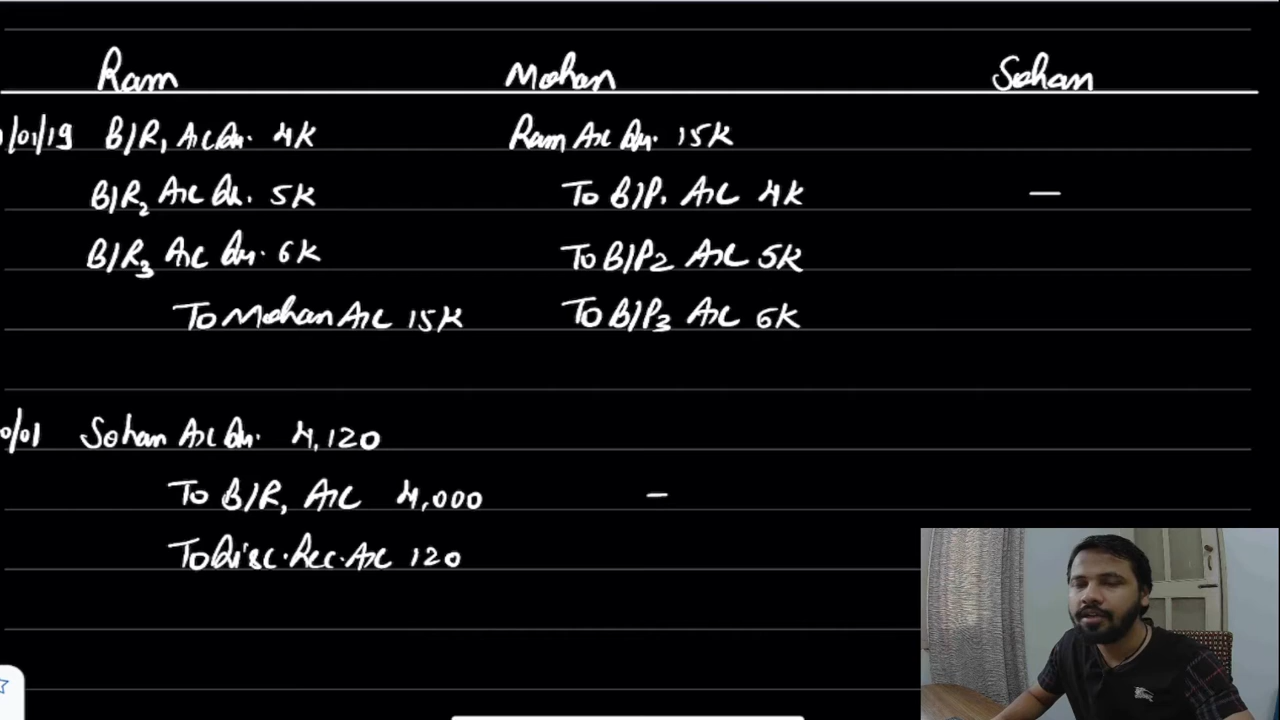 Ram Mohan Sohan
/01/19 B/R1 A/C Dr. 4K Ram A/C Dr. 15K
B/R2 A/C Dr. 5K To B/P1 A/C 4K —
B/R3 A/C Dr. 6K To B/P2 A/C 5K
To Mohan A/C 15K To B/P3 A/C 6K
0/01 Sohan A/C Dr. 4,120
To B/R1 A/C 4,000 —
To Disc. Rec. A/C 120